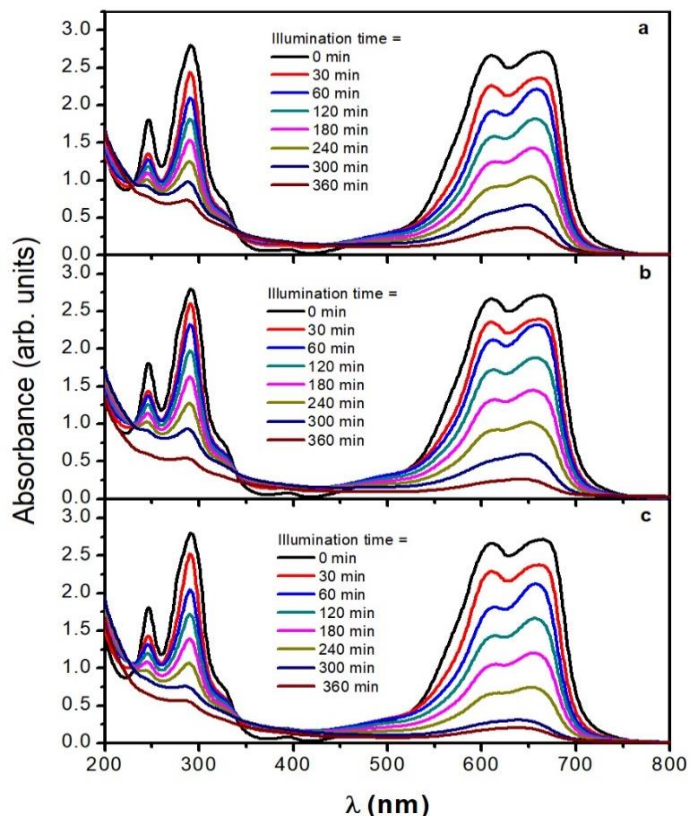 a
Illumination time =
0 min
30 min
60 min
120 min
180 min
240 min
300 min
360 min
3.0
2.5
2.0
1.5
1.0
0.5
0.0
b
Illumination time =
0 min
30 min
60 min
120 min
180 min
240 min
300 min
360 min
3.0
2.5
2.0
1.5
1.0
0.5
0.0
c
Illumination time =
0 min
30 min
60 min
120 min
180 min
240 min
300 min
360 min
3.0
2.5
2.0
1.5
1.0
0.5
0.0
Absorbance (arb. units)
200 300 400 500 600 700 800
λ (nm)